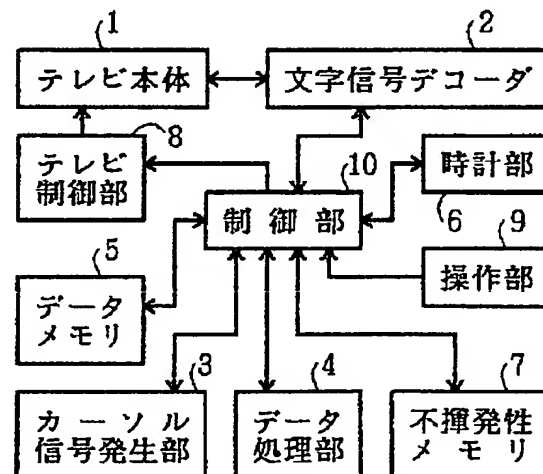 1
2
テレビ本体
文字信号デコーダ
8
テレビ
制御部
10
時計部
制御部
6
9
5
操作部
データ
メモリ
3
4
7
カーソル
信号発生部
データ
処理部
不揮発性
メモリ